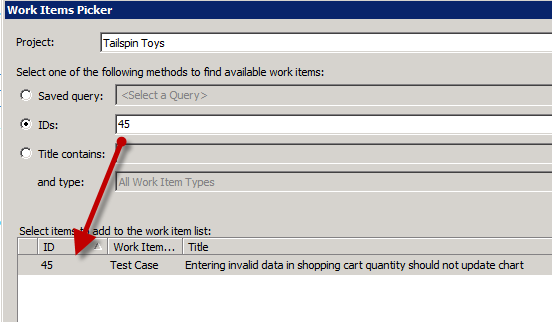 Work Items Picker
Project: Tailspin Toys
Select one of the following methods to find available work items:
Saved query: <Select a Query>
IDs: 45
Title contains:
and type: All Work Item Types
Select items to add to the work item list:
ID Work Item... Title
45 Test Case Entering invalid data in shopping cart quantity should not update chart